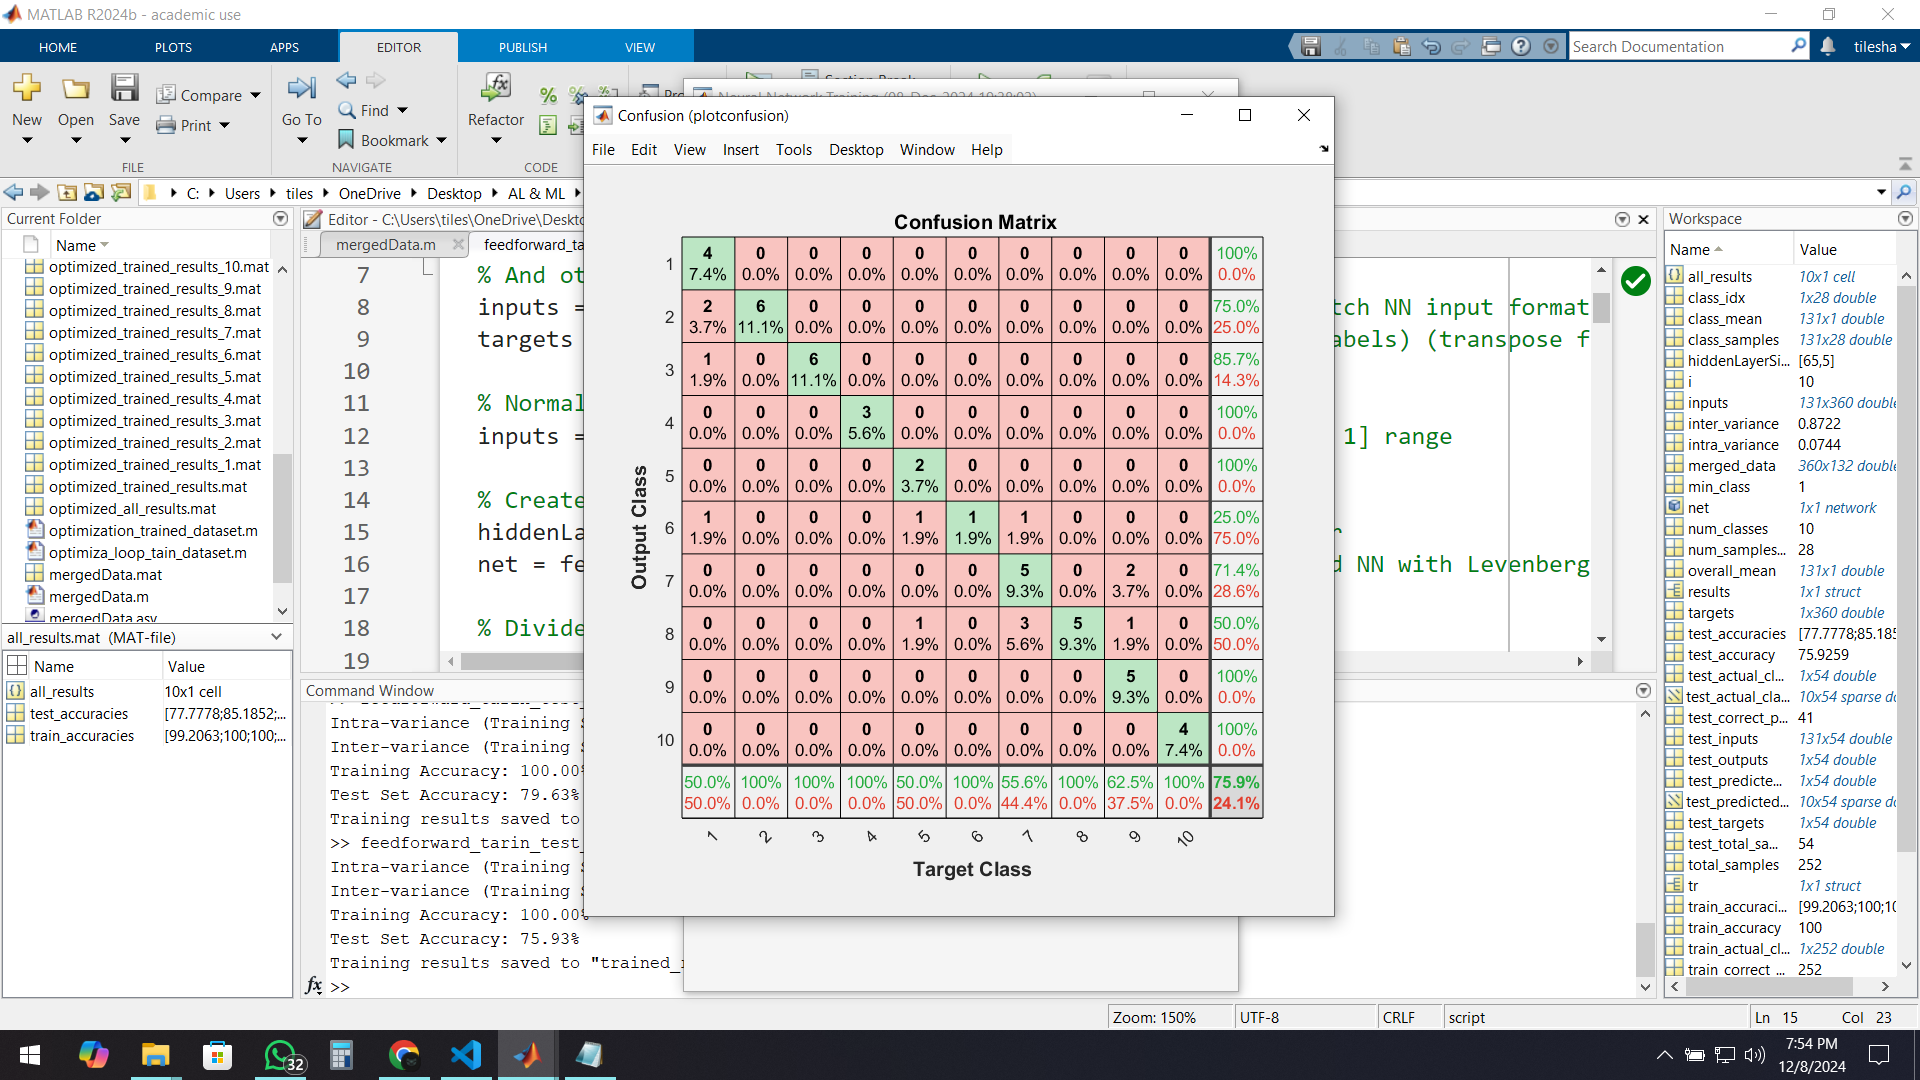 MATLAB R2024b - academic use
HOME PLOTS APPS EDITOR PUBLISH VIEW
Search Documentation
tilesha
New Open Save Compare Print
FILE
Go To Find Bookmark
NAVIGATE
Refactor
CODE
C: Users tiles OneDrive Desktop AL & ML
Current Folder
Name
optimized_trained_results_10.mat
optimized_trained_results_9.mat
optimized_trained_results_8.mat
optimized_trained_results_7.mat
optimized_trained_results_6.mat
optimized_trained_results_5.mat
optimized_trained_results_4.mat
optimized_trained_results_3.mat
optimized_trained_results_2.mat
optimized_trained_results_1.mat
optimized_trained_results.mat
optimized_all_results.mat
optimization_trained_dataset.m
optimiza_loop_tain_dataset.m
mergedData.mat
mergedData.m
mergedData.asv
all_results.mat (MAT-file)
Name Value
all_results 10x1 cell
test_accuracies [77.7778;85.1852;...
train_accuracies [99.2063;100;100;...
Editor - C:\Users\tiles\OneDrive\Deskto
mergedData.m feedforward_ta
7 % And ot
8 inputs = tch NN input format
9 targets abels) (transpose f
10
11 % Normal
12 inputs = 1] range
13
14 % Create
15 hiddenLa r
16 net = fe d NN with Levenberg
17
18 % Divide
19
Command Window
Intra-variance (Training S
Inter-variance (Training S
Training Accuracy: 100.00%
Test Set Accuracy: 79.63%
Training results saved to
>> feedforward_tarin_test_
Intra-variance (Training S
Inter-variance (Training S
Training Accuracy: 100.00%
Test Set Accuracy: 75.93%
Training results saved to "trained_r
fx >>
Confusion (plotconfusion)
File Edit View Insert Tools Desktop Window Help
Confusion Matrix
Output Class
1 4 0 0 0 0 0 0 0 0 0 100%
7.4% 0.0% 0.0% 0.0% 0.0% 0.0% 0.0% 0.0% 0.0% 0.0% 0.0%
2 2 6 0 0 0 0 0 0 0 0 75.0%
3.7% 11.1% 0.0% 0.0% 0.0% 0.0% 0.0% 0.0% 0.0% 0.0% 25.0%
3 1 0 6 0 0 0 0 0 0 0 85.7%
1.9% 0.0% 11.1% 0.0% 0.0% 0.0% 0.0% 0.0% 0.0% 0.0% 14.3%
4 0 0 0 3 0 0 0 0 0 0 100%
0.0% 0.0% 0.0% 5.6% 0.0% 0.0% 0.0% 0.0% 0.0% 0.0% 0.0%
5 0 0 0 0 2 0 0 0 0 0 100%
0.0% 0.0% 0.0% 0.0% 3.7% 0.0% 0.0% 0.0% 0.0% 0.0% 0.0%
6 1 0 0 0 1 1 1 0 0 0 25.0%
1.9% 0.0% 0.0% 0.0% 1.9% 1.9% 1.9% 0.0% 0.0% 0.0% 75.0%
7 0 0 0 0 0 0 5 0 2 0 71.4%
0.0% 0.0% 0.0% 0.0% 0.0% 0.0% 9.3% 0.0% 3.7% 0.0% 28.6%
8 0 0 0 0 1 0 3 5 1 0 50.0%
0.0% 0.0% 0.0% 0.0% 1.9% 0.0% 5.6% 9.3% 1.9% 0.0% 50.0%
9 0 0 0 0 0 0 0 0 5 0 100%
0.0% 0.0% 0.0% 0.0% 0.0% 0.0% 0.0% 0.0% 9.3% 0.0% 0.0%
10 0 0 0 0 0 0 0 0 0 4 100%
0.0% 0.0% 0.0% 0.0% 0.0% 0.0% 0.0% 0.0% 0.0% 7.4% 0.0%
50.0% 100% 100% 100% 50.0% 100% 55.6% 100% 62.5% 100% 75.9%
50.0% 0.0% 0.0% 0.0% 50.0% 0.0% 44.4% 0.0% 37.5% 0.0% 24.1%
1 2 3 4 5 6 7 8 9 10
Target Class
Workspace
Name Value
all_results 10x1 cell
class_idx 1x28 double
class_mean 131x1 double
class_samples 131x28 double
hiddenLayerSi... [65,5]
i 10
inputs 131x360 double
inter_variance 0.8722
intra_variance 0.0744
merged_data 360x132 double
min_class 1
net 1x1 network
num_classes 10
num_samples... 28
overall_mean 131x1 double
results 1x1 struct
targets 1x360 double
test_accuracies [77.7778;85.185
test_accuracy 75.9259
test_actual_cl... 1x54 double
test_actual_cla... 10x54 sparse do
test_correct_p... 41
test_inputs 131x54 double
test_outputs 1x54 double
test_predicte... 1x54 double
test_predicted... 10x54 sparse do
test_targets 1x54 double
test_total_sa... 54
total_samples 252
tr 1x1 struct
train_accuraci... [99.2063;100;10
train_accuracy 100
train_actual_cl... 1x252 double
train_correct_... 252
Zoom: 150% UTF-8 CRLF script Ln 15 Col 23
32
7:54 PM
12/8/2024